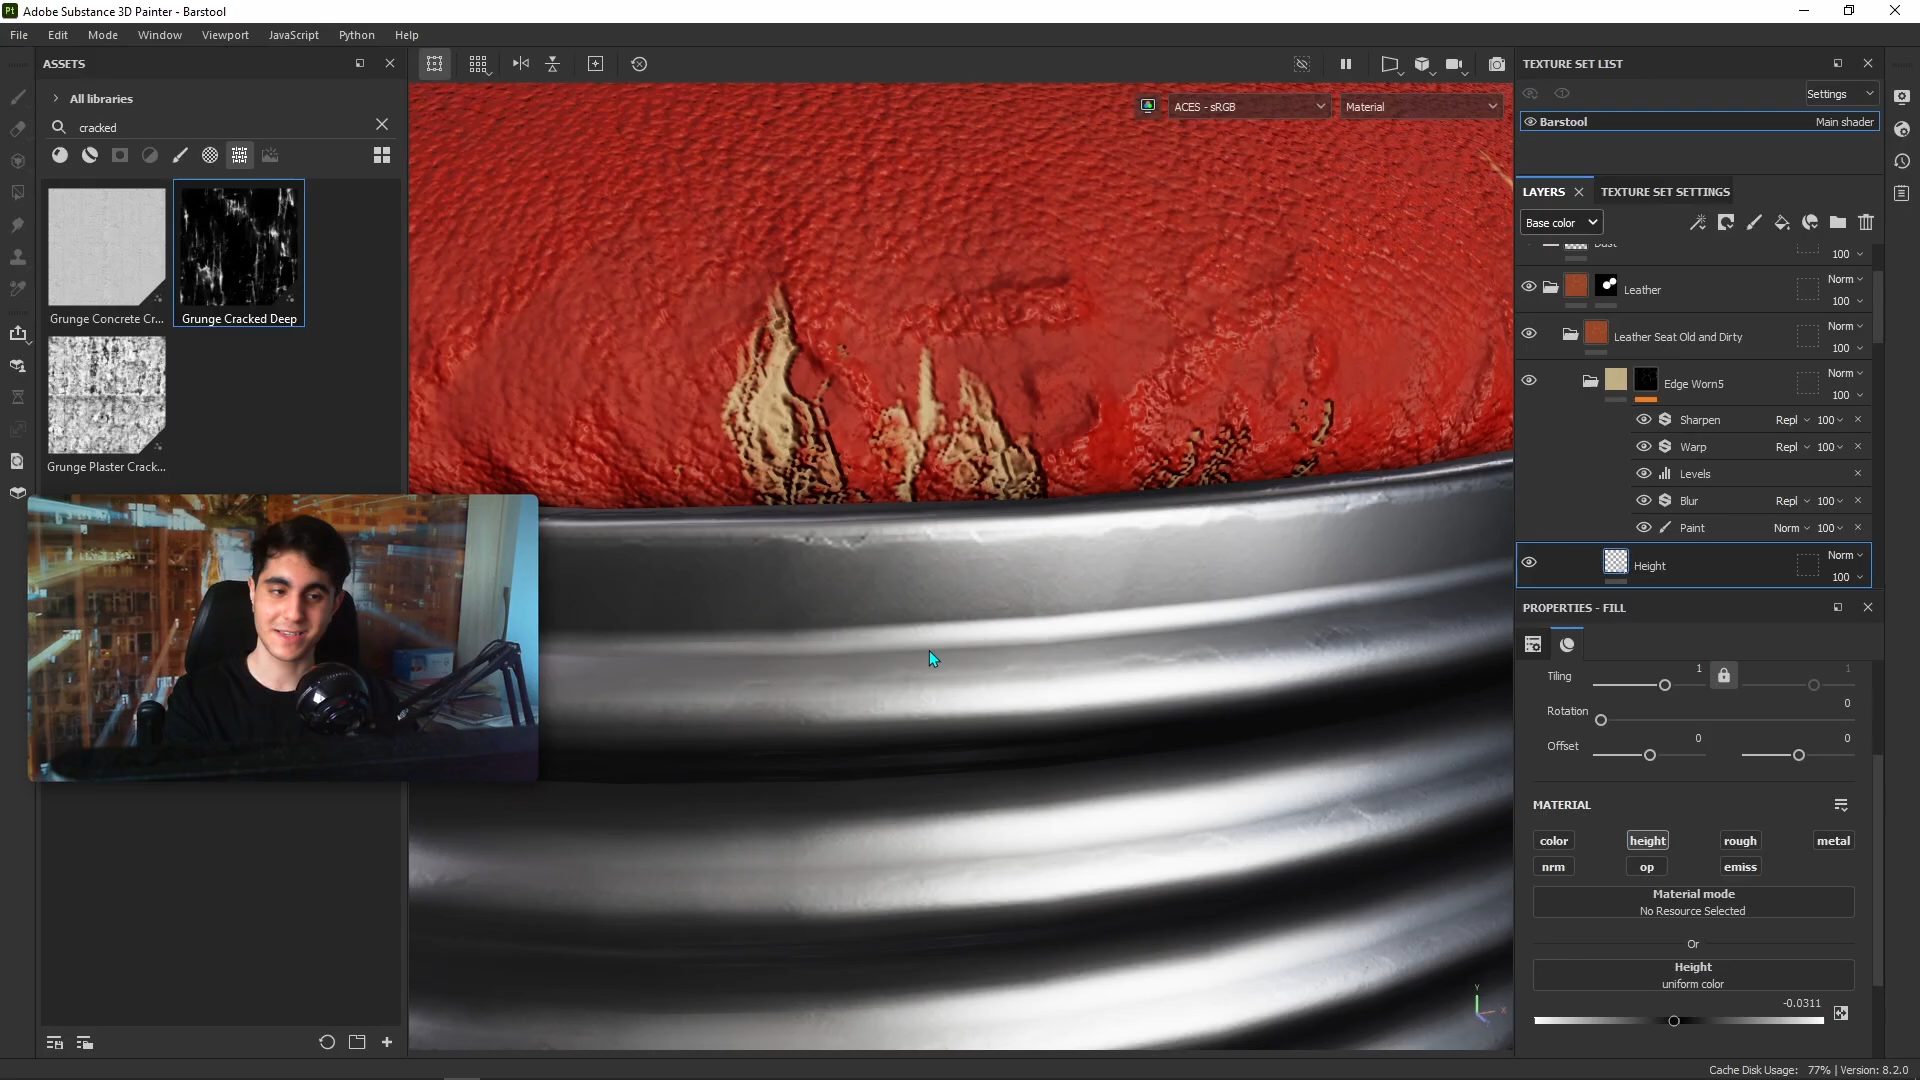 Pt Adobe Substance 3D Painter - Barstool
File Edit Mode Window Viewport JavaScript Python Help
ASSETS
All libraries
cracked
Grunge Concrete Cr...
Grunge Cracked Deep
Grunge Plaster Crack...
ACES - sRGB
Material
Y
X
TEXTURE SET LIST
Settings
Barstool Main shader
LAYERS
TEXTURE SET SETTINGS
Base color
Dust
100
Leather Norm
100
Leather Seat Old and Dirty Norm
100
Edge Worn5 Norm
100
Sharpen Repl 100
Warp Repl 100
Levels
Blur Repl 100
Paint Norm 100
Height Norm
100
PROPERTIES - FILL
Tiling 1 1
Rotation 0
Offset 0 0
MATERIAL
color height rough metal
nrm op emiss
Material mode
No Resource Selected
Or
Height
uniform color
-0.0311
Cache Disk Usage: 77% | Version: 8.2.0